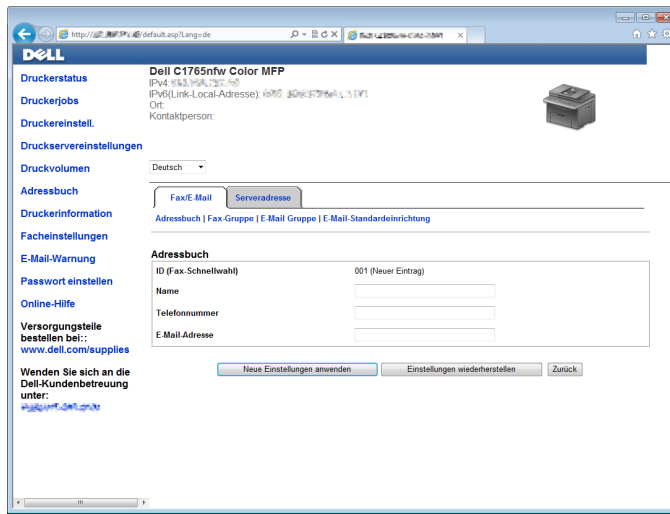 http://
/default.asp?Lang=de
DELL
Druckerstatus
Druckerjobs
Druckereinstell.
Druckservereinstellungen
Druckvolumen
Adressbuch
Druckerinformation
Facheinstellungen
E-Mail-Warnung
Passwort einstellen
Online-Hilfe
Versorgungsteile
bestellen bei::
www.dell.com/supplies
Wenden Sie sich an die
Dell-Kundenbetreuung
unter:
Dell C1765nfw Color MFP
IPv4:
IPv6(Link-Local-Adresse):
Ort:
Kontaktperson:
Deutsch
Fax/E-Mail Serveradresse
Adressbuch | Fax-Gruppe | E-Mail Gruppe | E-Mail-Standardeinrichtung
Adressbuch
ID (Fax-Schnellwahl) 001 (Neuer Eintrag)
Name
Telefonnummer
E-Mail-Adresse
Neue Einstellungen anwenden Einstellungen wiederherstellen Zurück